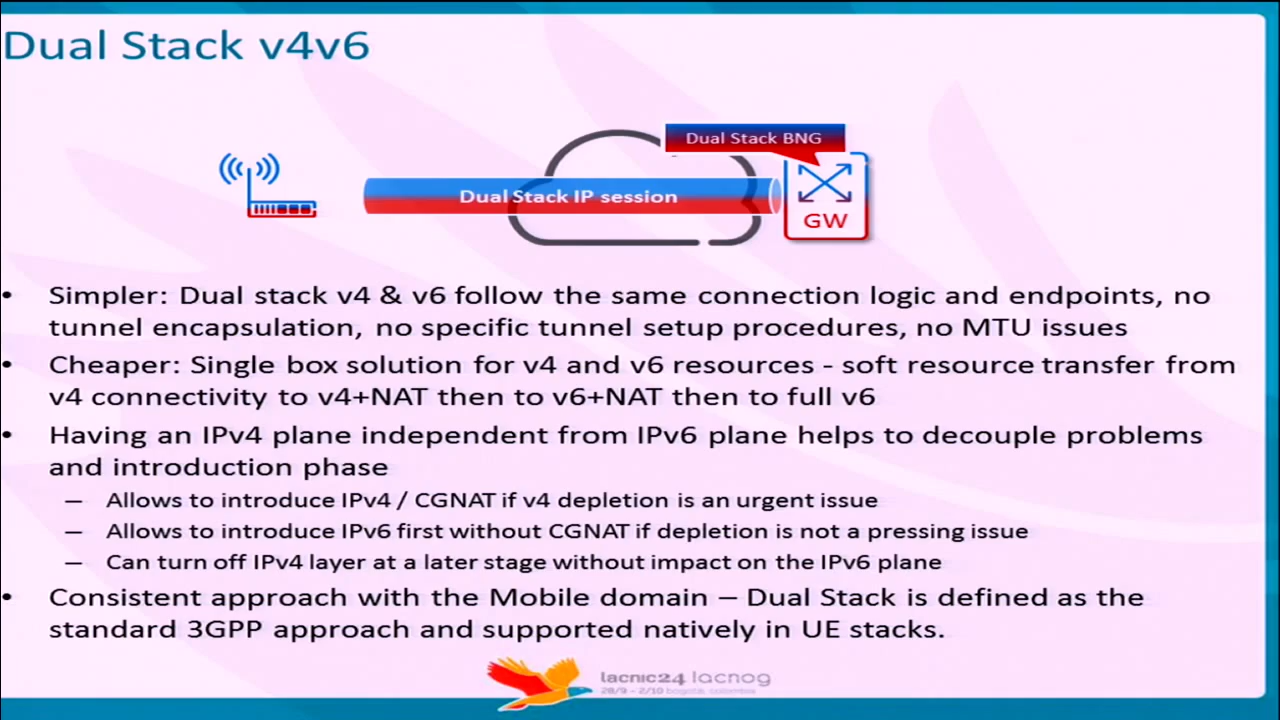 Dual Stack v4v6
Dual Stack BNG
Dual Stack IP session
GW
• Simpler: Dual stack v4 & v6 follow the same connection logic and endpoints, no
tunnel encapsulation, no specific tunnel setup procedures, no MTU issues
• Cheaper: Single box solution for v4 and v6 resources - soft resource transfer from
v4 connectivity to v4+NAT then to v6+NAT then to full v6
• Having an IPv4 plane independent from IPv6 plane helps to decouple problems
and introduction phase
– Allows to introduce IPv4 / CGNAT if v4 depletion is an urgent issue
– Allows to introduce IPv6 first without CGNAT if depletion is not a pressing issue
– Can turn off IPv4 layer at a later stage without impact on the IPv6 plane
• Consistent approach with the Mobile domain – Dual Stack is defined as the
standard 3GPP approach and supported natively in UE stacks.
lacnic24 lacnog
28/9 - 2/10 bogotá, colombia